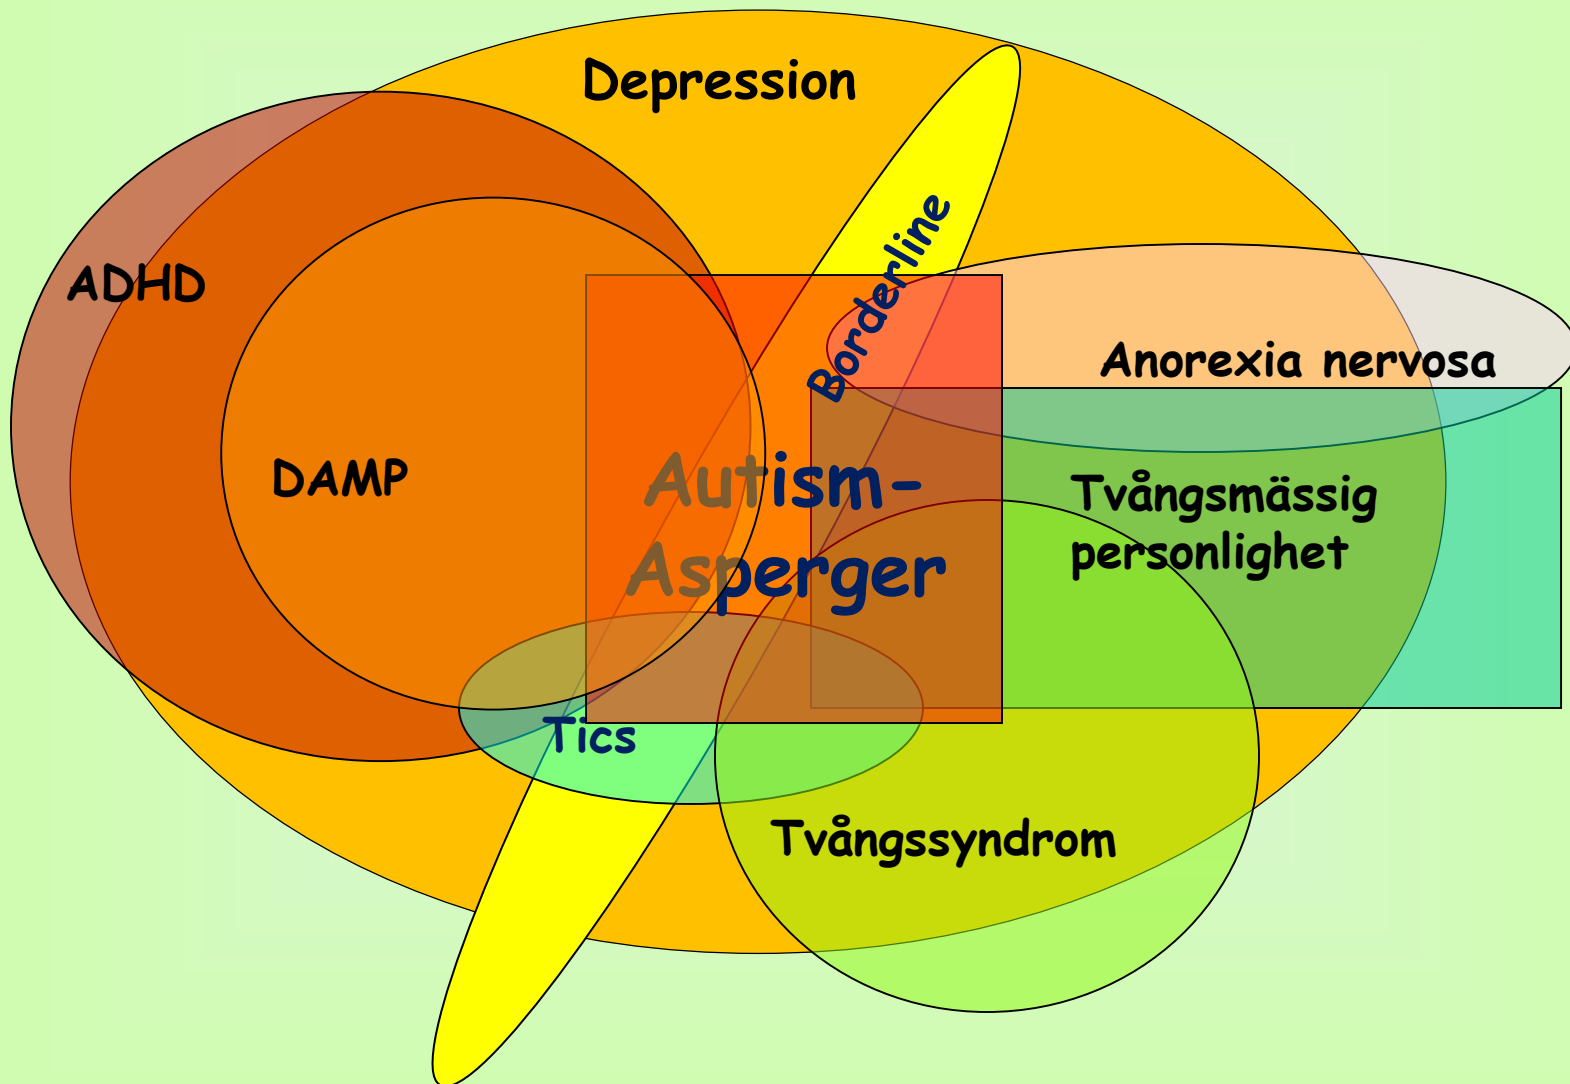 Depression
Borderline
ADHD
Anorexia nervosa
DAMP
Autism-
Asperger
Tvångsmässig
personlighet
Tics
Tvångssyndrom